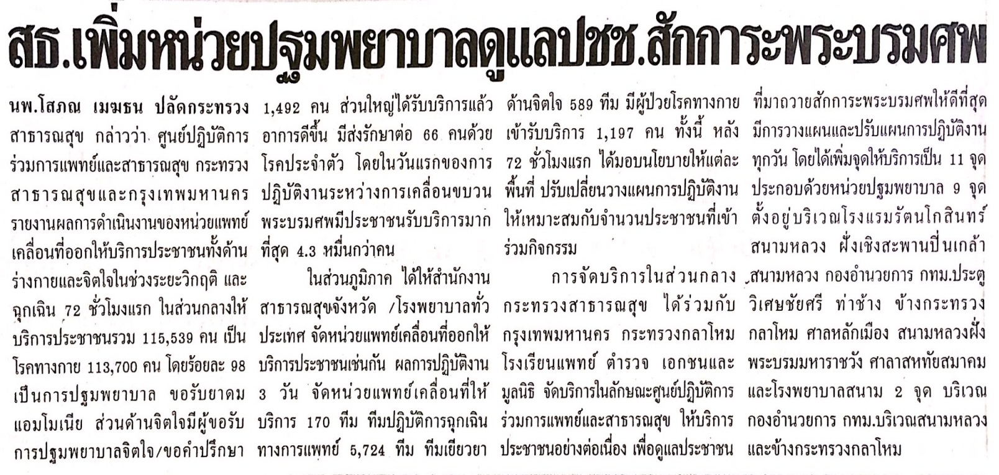 สธ.เพิ่มหน่วยปฐมพยาบาลดูแลปชช.สักการะพระบรมศพ
นพ.โสภณ เมฆธน ปลัดกระทรวง
สาธารณสุข กล่าวว่า ศูนย์ปฏิบัติการ
ร่วมการแพทย์และสาธารณสุข กระทรวง
สาธารณสุขและกรุงเทพมหานคร
รายงานผลการดำเนินงานของหน่วยแพทย์
เคลื่อนที่ออกให้บริการประชาชนทั้งด้าน
ร่างกายและจิตใจในช่วงระยะวิกฤติ และ
ฉุกเฉิน 72 ชั่วโมงแรก ในส่วนกลางให้
บริการประชาชนรวม 115,539 คน เป็น
โรคทางกาย 113,700 คน โดยร้อยละ 98
เป็นการปฐมพยาบาล ขอรับยาดม
แอมโมเนีย ส่วนด้านจิตใจมีผู้ขอรับ
การปฐมพยาบาลจิตใจ/ขอคำปรึกษา
1,492 คน ส่วนใหญ่ได้รับบริการแล้ว
อาการดีขึ้น มีส่งรักษาต่อ 66 คนด้วย
โรคประจำตัว โดยในวันแรกของการ
ปฏิบัติงานระหว่างการเคลื่อนขบวน
พระบรมศพมีประชาชนรับบริการมาก
ที่สุด 4.3 หมื่นกว่าคน
ในส่วนภูมิภาค ได้ให้สำนักงาน
สาธารณสุขจังหวัด /โรงพยาบาลทั่ว
ประเทศ จัดหน่วยแพทย์เคลื่อนที่ออกให้
บริการประชาชนเช่นกัน ผลการปฏิบัติงาน
3 วัน จัดหน่วยแพทย์เคลื่อนที่ให้
บริการ 170 ทีม ทีมปฏิบัติการฉุกเฉิน
ทางการแพทย์ 5,724 ทีม ทีมเยียวยา
ด้านจิตใจ 589 ทีม มีผู้ป่วยโรคทางกาย
เข้ารับบริการ 1,197 คน ทั้งนี้ หลัง
72 ชั่วโมงแรก ได้มอบนโยบายให้แต่ละ
พื้นที่ ปรับเปลี่ยนวางแผนการปฏิบัติงาน
ให้เหมาะสมกับจำนวนประชาชนที่เข้า
ร่วมกิจกรรม
การจัดบริการในส่วนกลาง
กระทรวงสาธารณสุข ได้ร่วมกับ
กรุงเทพมหานคร กระทรวงกลาโหม
โรงเรียนแพทย์ ตำรวจ เอกชนและ
มูลนิธิ จัดบริการในลักษณะศูนย์ปฏิบัติการ
ร่วมการแพทย์และสาธารณสุข ให้บริการ
ประชาชนอย่างต่อเนื่อง เพื่อดูแลประชาชน
ที่มาถวายสักการะพระบรมศพให้ดีที่สุด
มีการวางแผนและปรับแผนการปฏิบัติงาน
ทุกวัน โดยได้เพิ่มจุดให้บริการเป็น 11 จุด
ประกอบด้วยหน่วยปฐมพยาบาล 9 จุด
ตั้งอยู่บริเวณโรงแรมรัตนโกสินทร์
สนามหลวง ฝั่งเชิงสะพานปิ่นเกล้า
สนามหลวง กองอำนวยการ กทม.ประตู
วิเศษชัยศรี ท่าช้าง ข้างกระทรวง
กลาโหม ศาลหลักเมือง สนามหลวงฝั่ง
พระบรมมหาราชวัง ศาลาสหทัยสมาคม
และโรงพยาบาลสนาม 2 จุด บริเวณ
กองอำนวยการ กทม.บริเวณสนามหลวง
และข้างกระทรวงกลาโหม